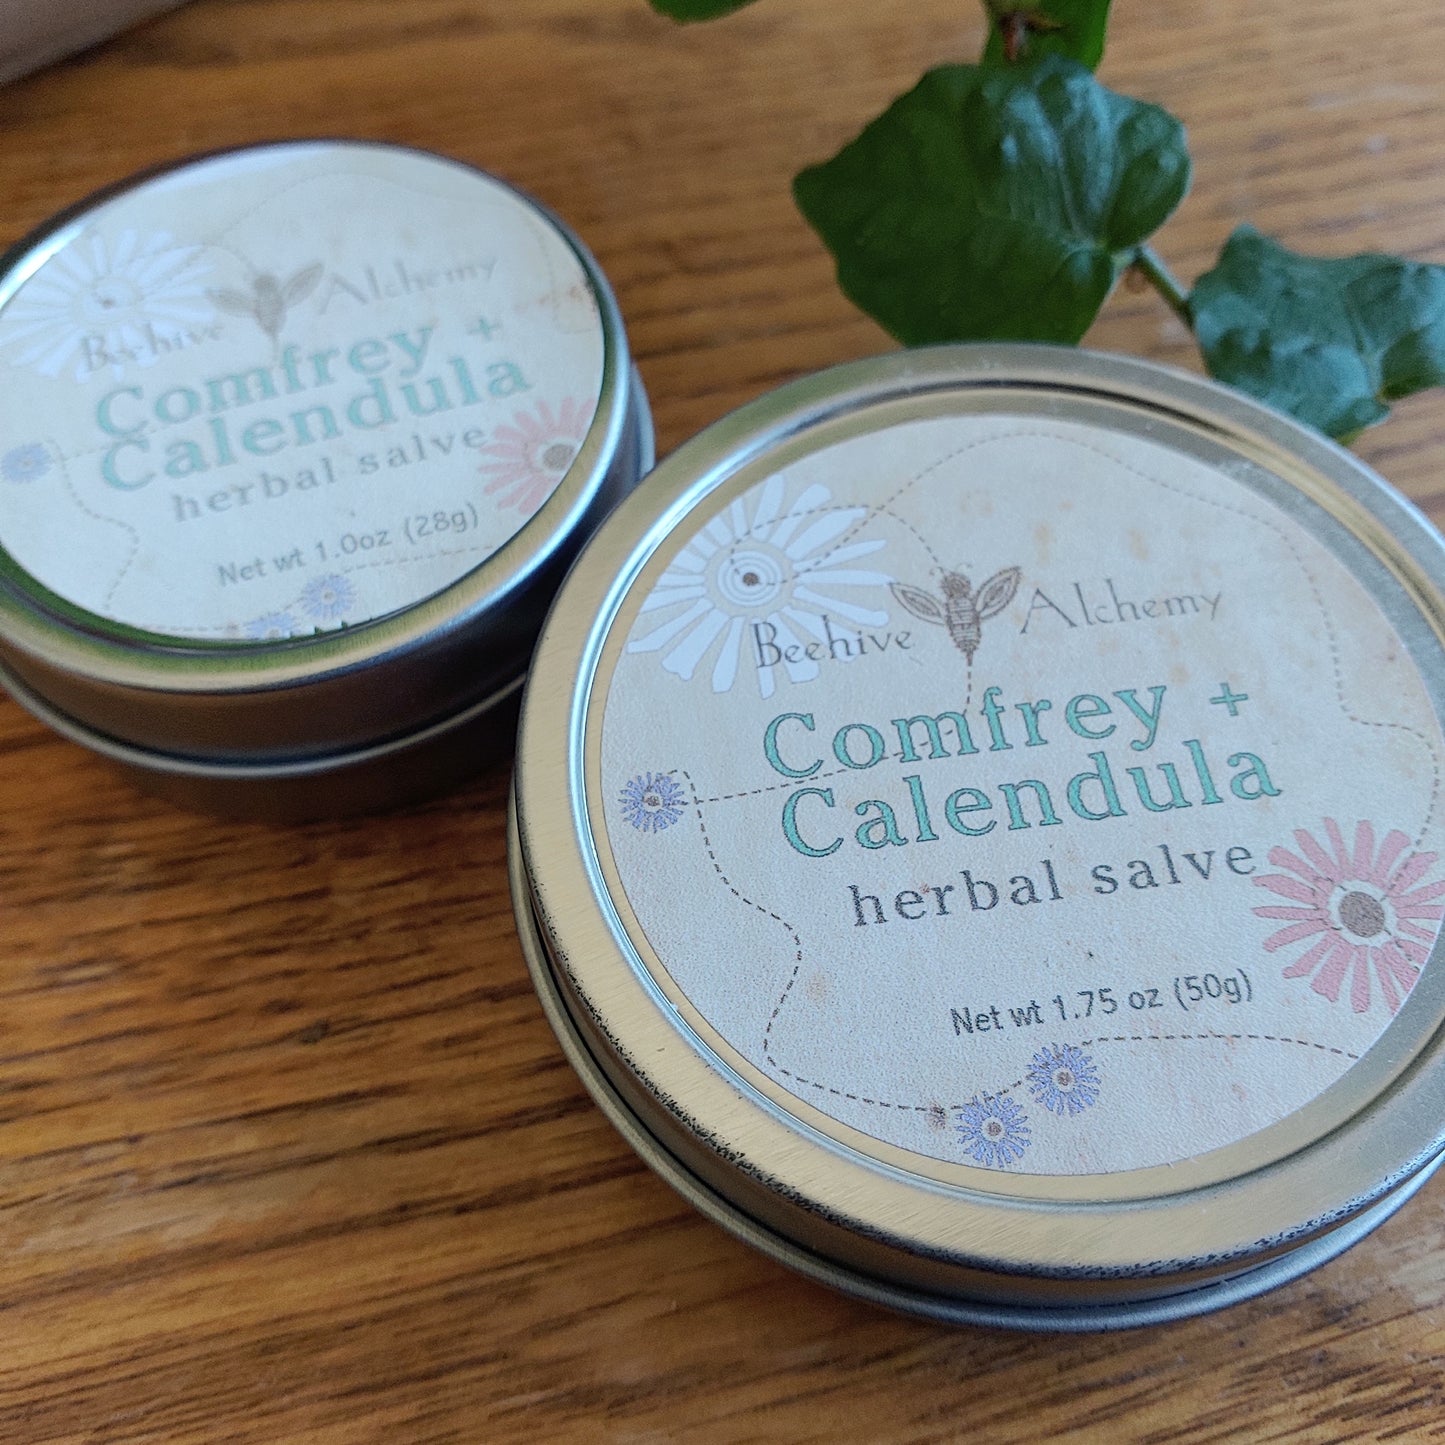 Beehive Alchemy
Comfrey +
Calendula
herbal salve
Net wt 1.0oz (28g)
Beehive Alchemy
Comfrey +
Calendula
herbal salve
Net wt 1.75 oz (50g)